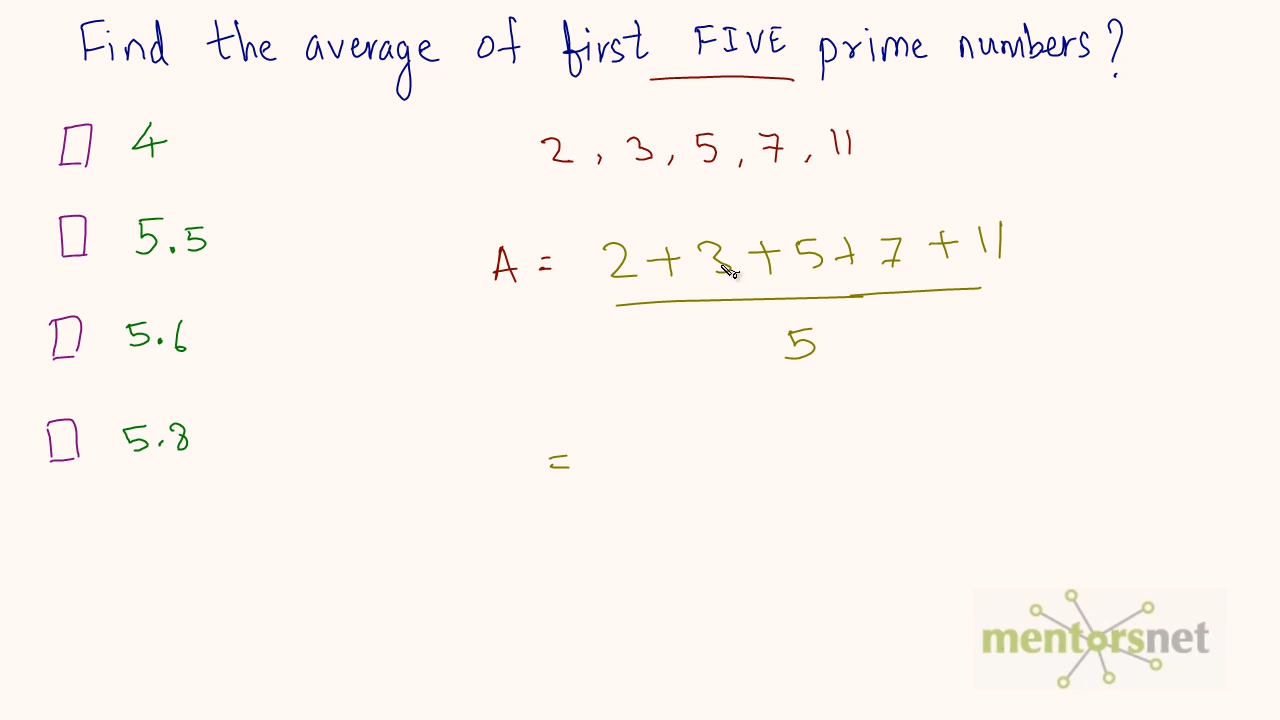 Find the average of first FIVE prime numbers?
4
2, 3, 5, 7, 11
5.5
A = 2+3+5+7+11
5.6
5
5.8
=
mentorsnet